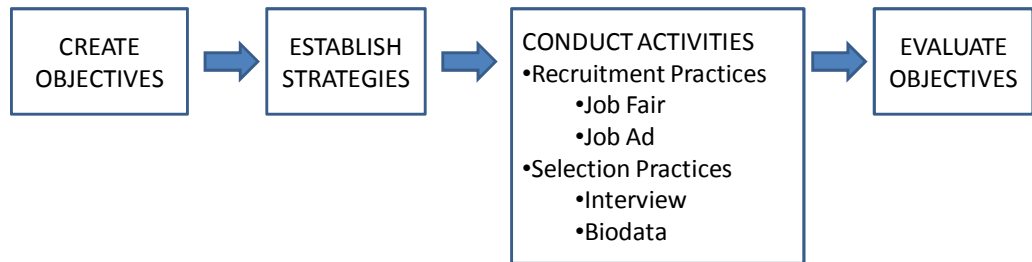 CREATE
OBJECTIVES
ESTABLISH
STRATEGIES
CONDUCT ACTIVITIES
•Recruitment Practices
•Job Fair
•Job Ad
•Selection Practices
•Interview
•Biodata
EVALUATE
OBJECTIVES